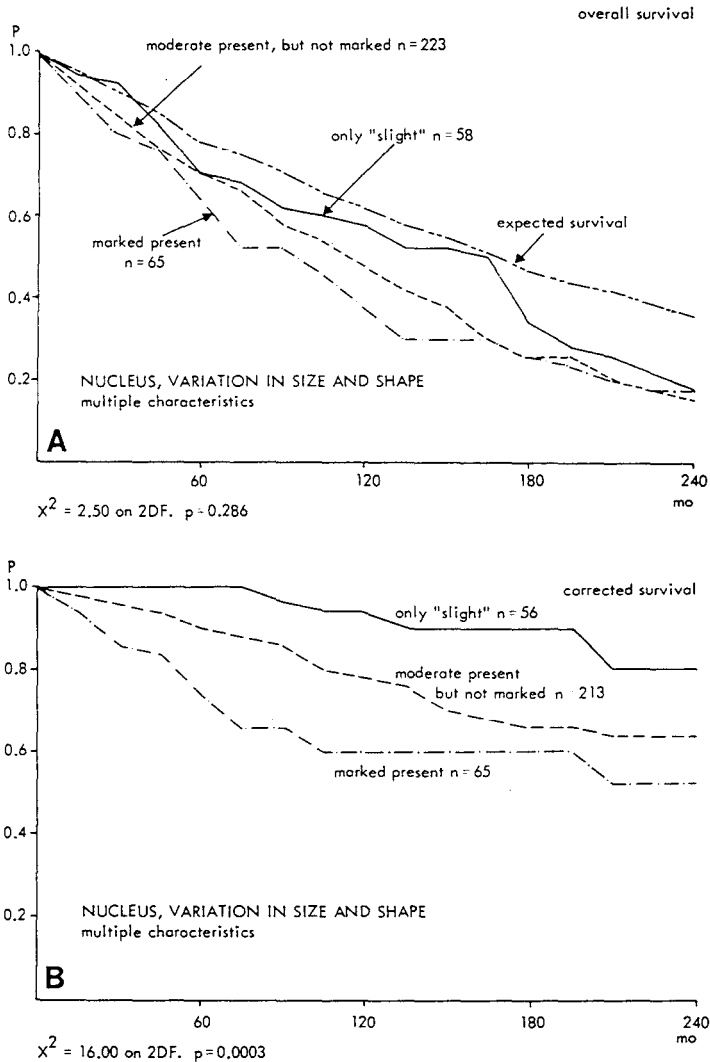 overall survival
P
1.0
moderate present, but not marked n=223
0.8
only "slight" n=58
0.6
marked present
n=65
expected survival
0.4
0.2
NUCLEUS, VARIATION IN SIZE AND SHAPE
multiple characteristics
A
60
120
180
240
mo
X² = 2.50 on 2DF. p=0.286
P
1.0
corrected survival
only "slight" n=56
0.8
moderate present
but not marked n=213
0.6
marked present n=65
0.4
NUCLEUS, VARIATION IN SIZE AND SHAPE
0.2
multiple characteristics
B
60
120
180
240
mo
X² = 16.00 on 2DF. p=0.0003